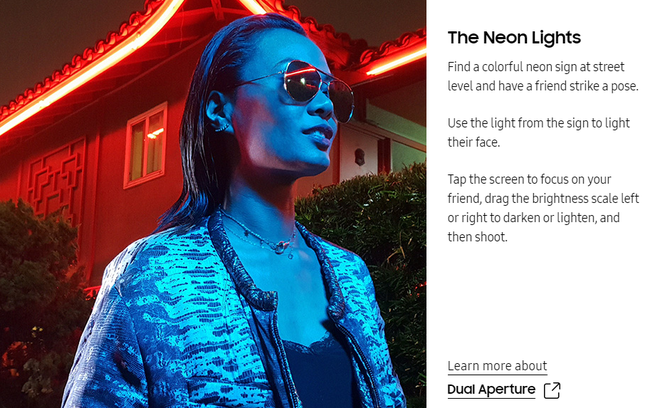 The Neon Lights
Find a colorful neon sign at street
level and have a friend strike a pose.
Use the light from the sign to light
their face.
Tap the screen to focus on your
friend, drag the brightness scale left
or right to darken or lighten, and
then shoot.
Learn more about
Dual Aperture